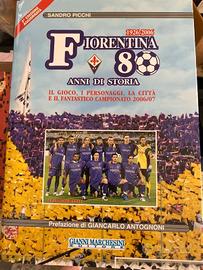 SANDRO PICCHI
1926/2006
FIORENTINA
80
ANNI DI STORIA
IL GIOCO, I PERSONAGGI, LA CITTÀ
E IL FANTASTICO CAMPIONATO 2006/07
Prefazione di GIANCARLO ANTOGNONI
GIANNI MARCHESINI
EDITORE